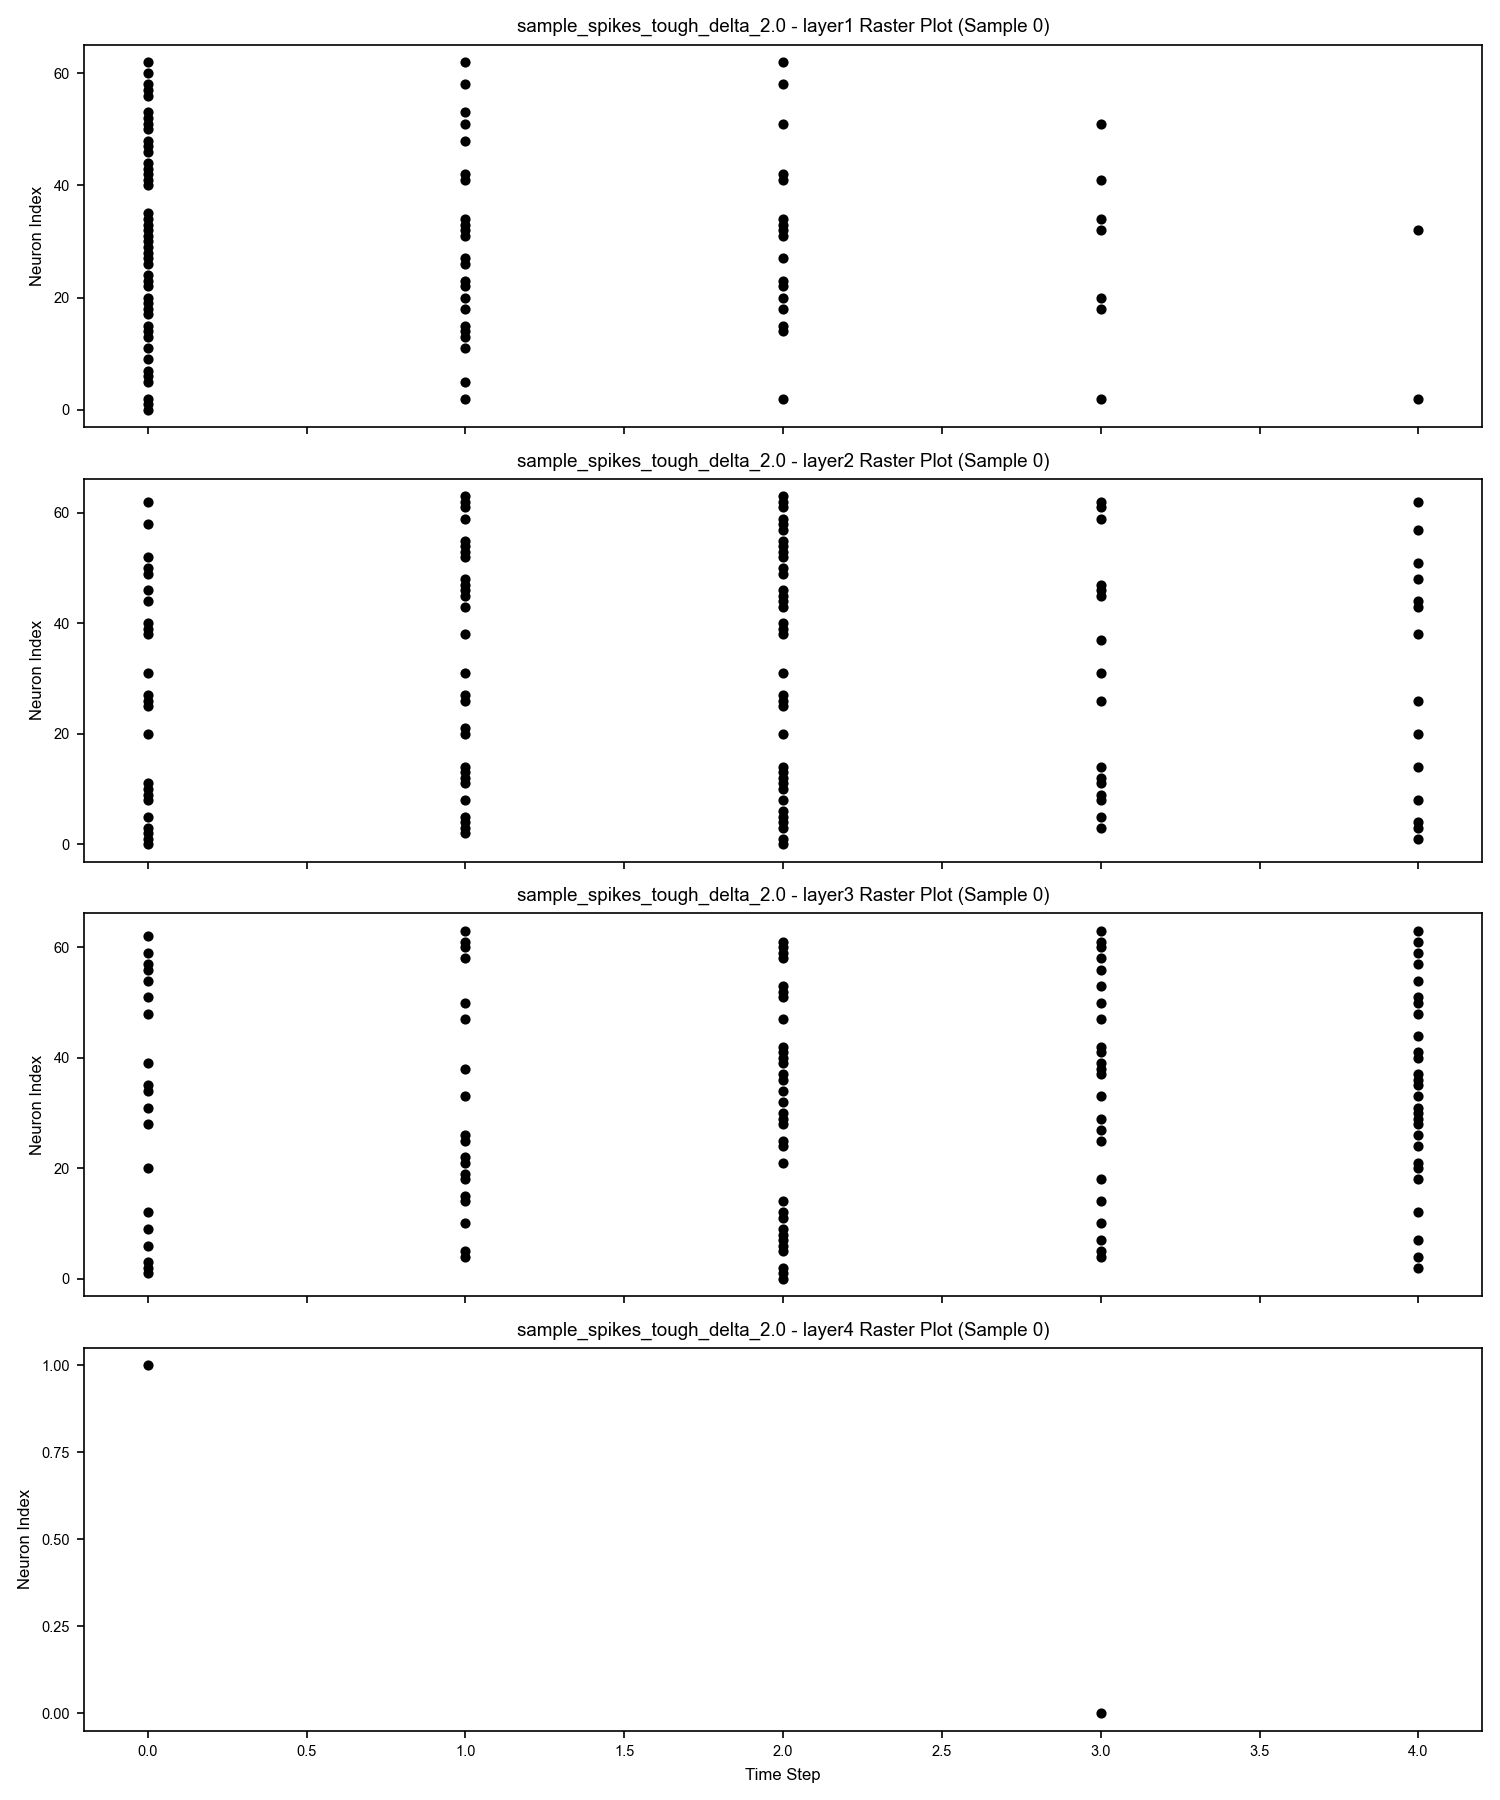 sample_spikes_tough_delta_2.0 - layer1 Raster Plot (Sample 0)
60
40
20
0
Neuron Index
sample_spikes_tough_delta_2.0 - layer2 Raster Plot (Sample 0)
60
40
20
0
Neuron Index
sample_spikes_tough_delta_2.0 - layer3 Raster Plot (Sample 0)
60
40
20
0
Neuron Index
sample_spikes_tough_delta_2.0 - layer4 Raster Plot (Sample 0)
1.00
0.75
0.50
0.25
0.00
Neuron Index
0.0 0.5 1.0 1.5 2.0 2.5 3.0 3.5 4.0
Time Step